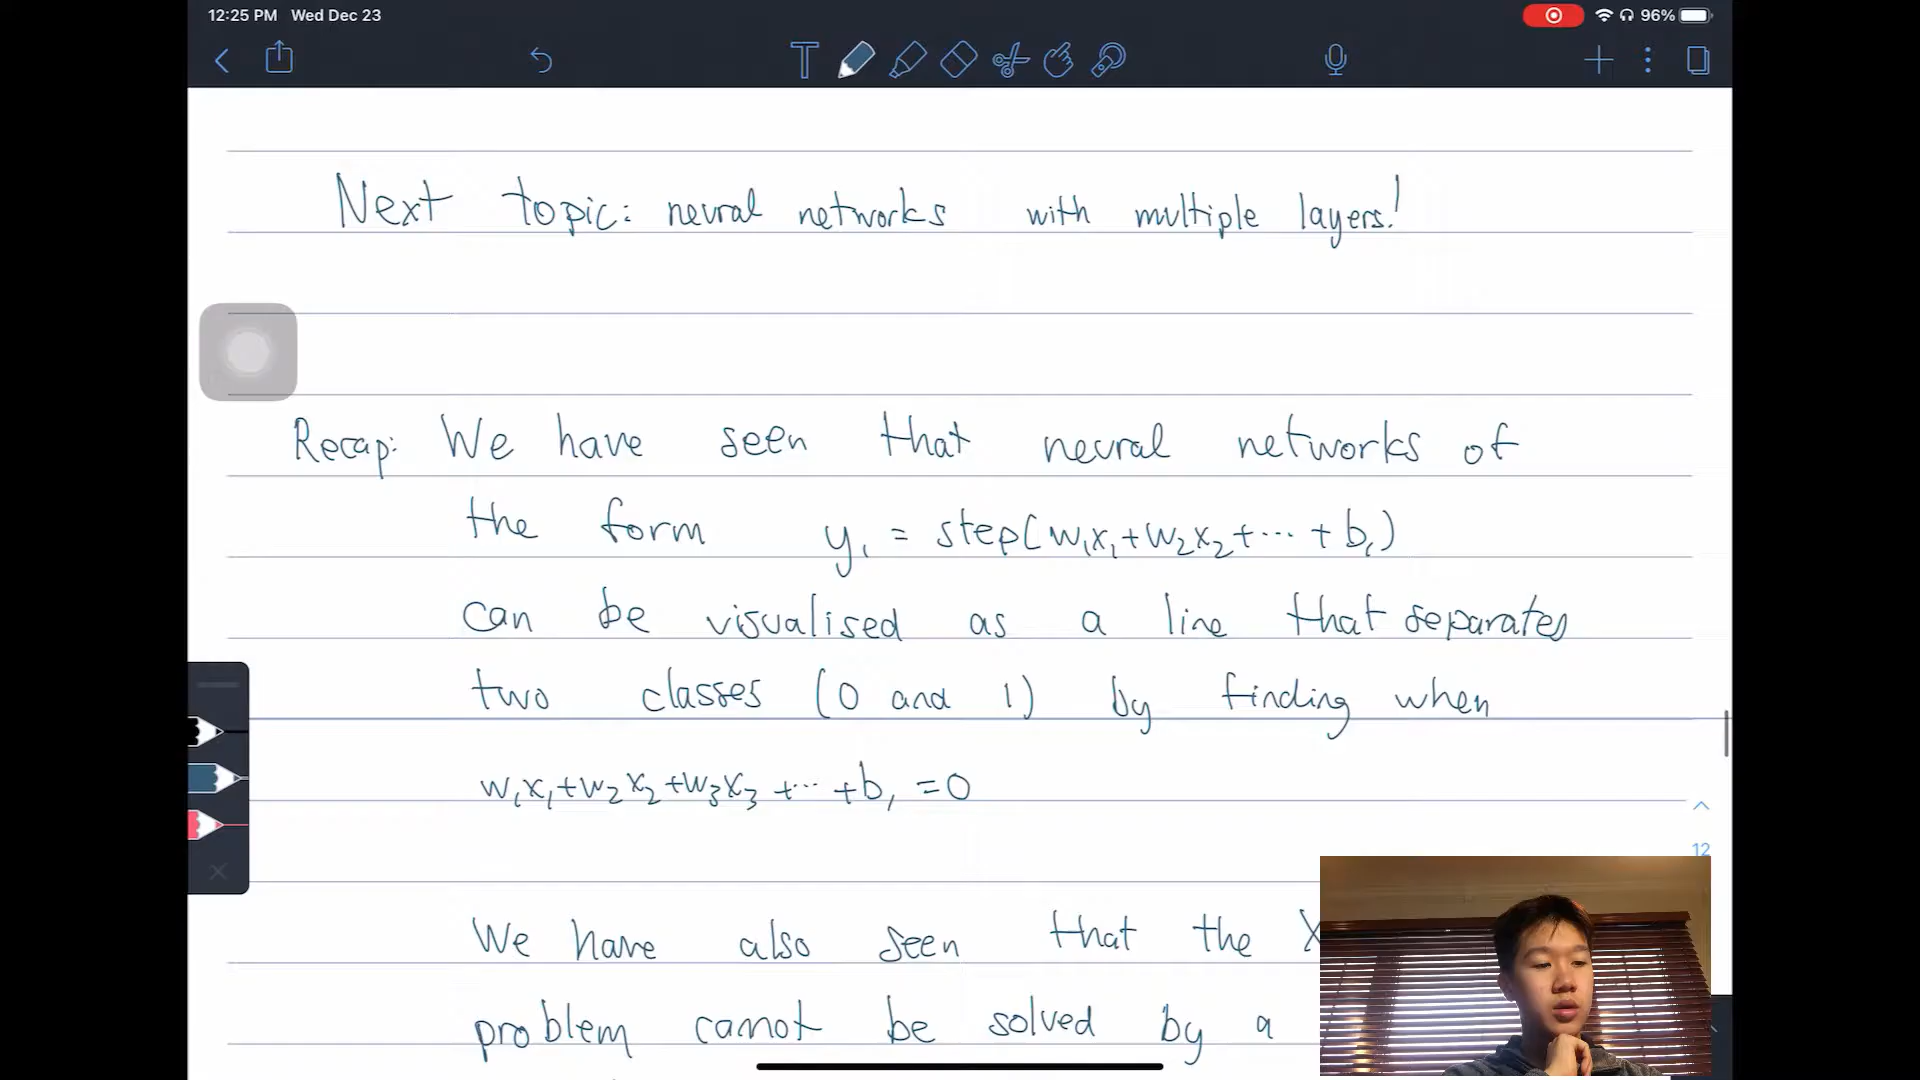 12:25 PM Wed Dec 23
96%
Next topic: neural networks with multiple layers!
Recap: We have seen that neural networks of
the form y₁ = step(w₁x₁+w₂x₂+⋯+b₁)
can be visualised as a line that separates
two classes (0 and 1) by finding when
w₁x₁+w₂x₂+w₃x₃+⋯+b₁=0
12
We have also seen that the X
problem cannot be solved by a